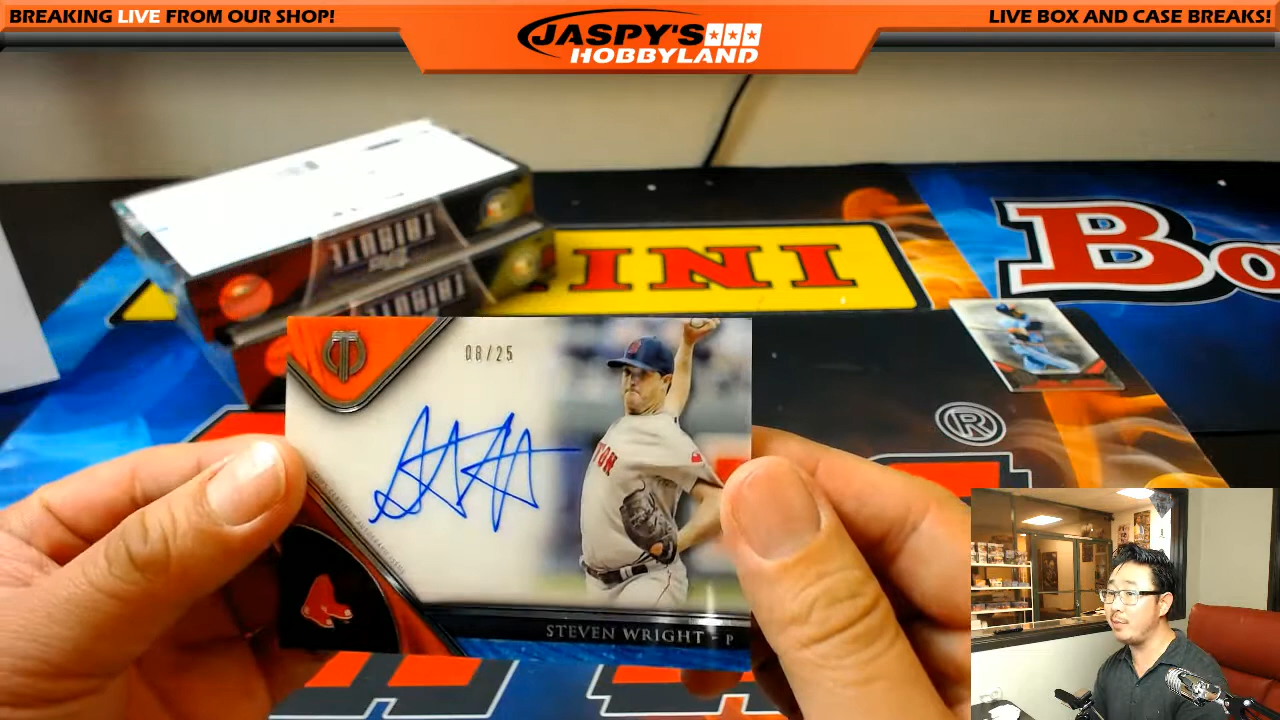 BREAKING LIVE FROM OUR SHOP!
JASPY'S
HOBBYLAND
LIVE BOX AND CASE BREAKS!
TRIBUTE
TRIBUTE
INI
Bo
®
08/25
TON
STEVEN WRIGHT - P